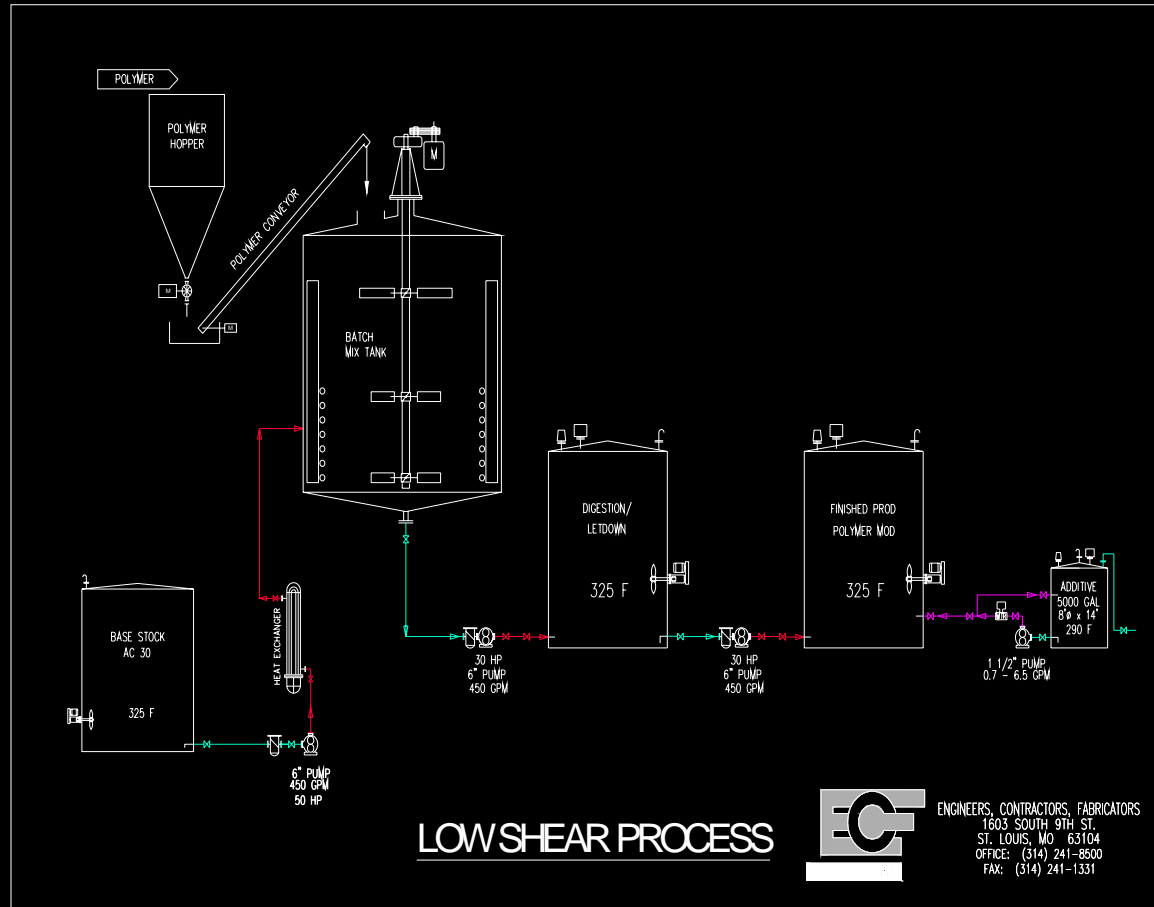 POLYMER
POLYMER
HOPPER
POLYMER CONVEYOR
M
M
M
BATCH
MIX TANK
DIGESTION/
LETDOWN
325 F
FINISHED PROD
POLYMER MOD
325 F
ADDITIVE
5000 GAL
8'ø x 14'
290 F
BASE STOCK
AC 30
325 F
HEAT EXCHANGER
30 HP
6" PUMP
450 GPM
30 HP
6" PUMP
450 GPM
1 1/2" PUMP
0.7 - 6.5 GPM
6" PUMP
450 GPM
50 HP
LOW SHEAR PROCESS
ECF
ENGINEERS, CONTRACTORS, FABRICATORS
1603 SOUTH 9TH ST.
ST. LOUIS, MO 63104
OFFICE: (314) 241-8500
FAX: (314) 241-1331